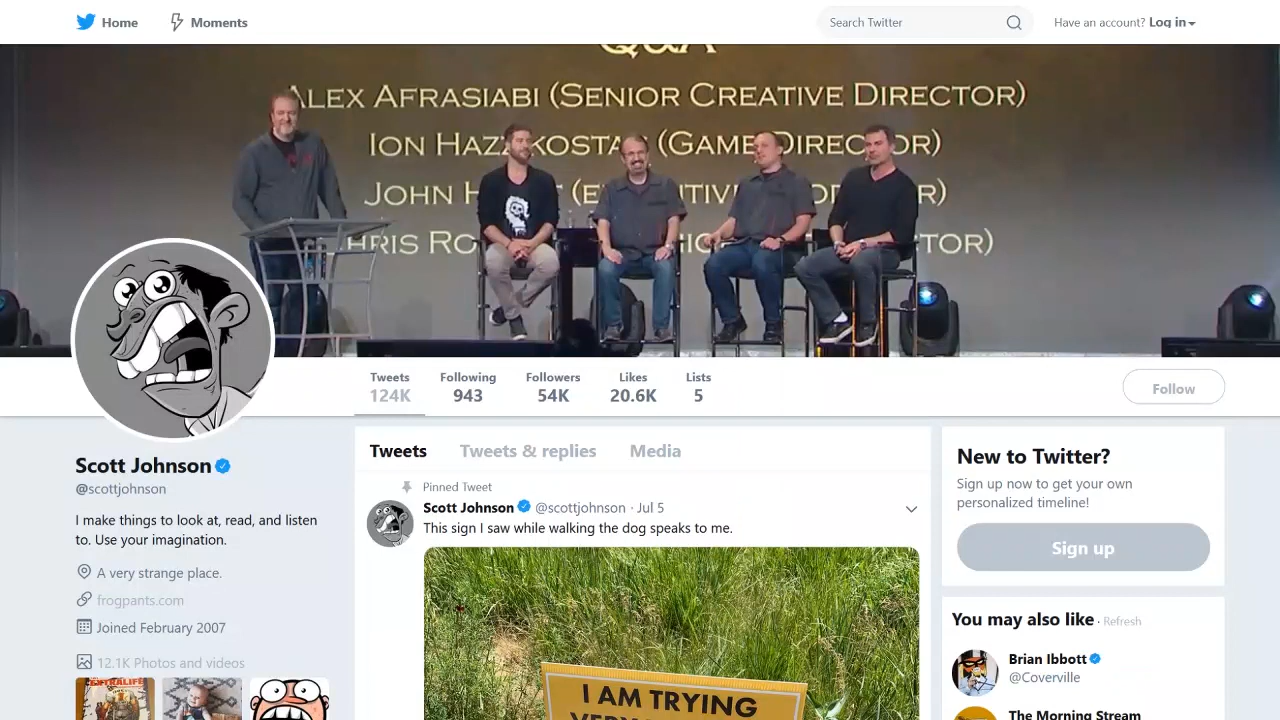 Home
Moments
Search Twitter
Have an account? Log in
Q&A
ALEX AFRASIABI (SENIOR CREATIVE DIRECTOR)
ION (GAME DIRECTOR)
JOHN
Tweets
124K
Following
943
Followers
54K
Likes
20.6K
Lists
5
Follow
Scott Johnson
@scottjohnson
I make things to look at, read, and listen
to. Use your imagination.
A very strange place.
frogpants.com
Joined February 2007
12.1K Photos and videos
Tweets
Tweets & replies
Media
Pinned Tweet
Scott Johnson @scottjohnson · Jul 5
This sign I saw while walking the dog speaks to me.
I AM TRYING
VERY
New to Twitter?
Sign up now to get your own
personalized timeline!
Sign up
You may also like · Refresh
Brian Ibbott
@Coverville
The Morning Stream